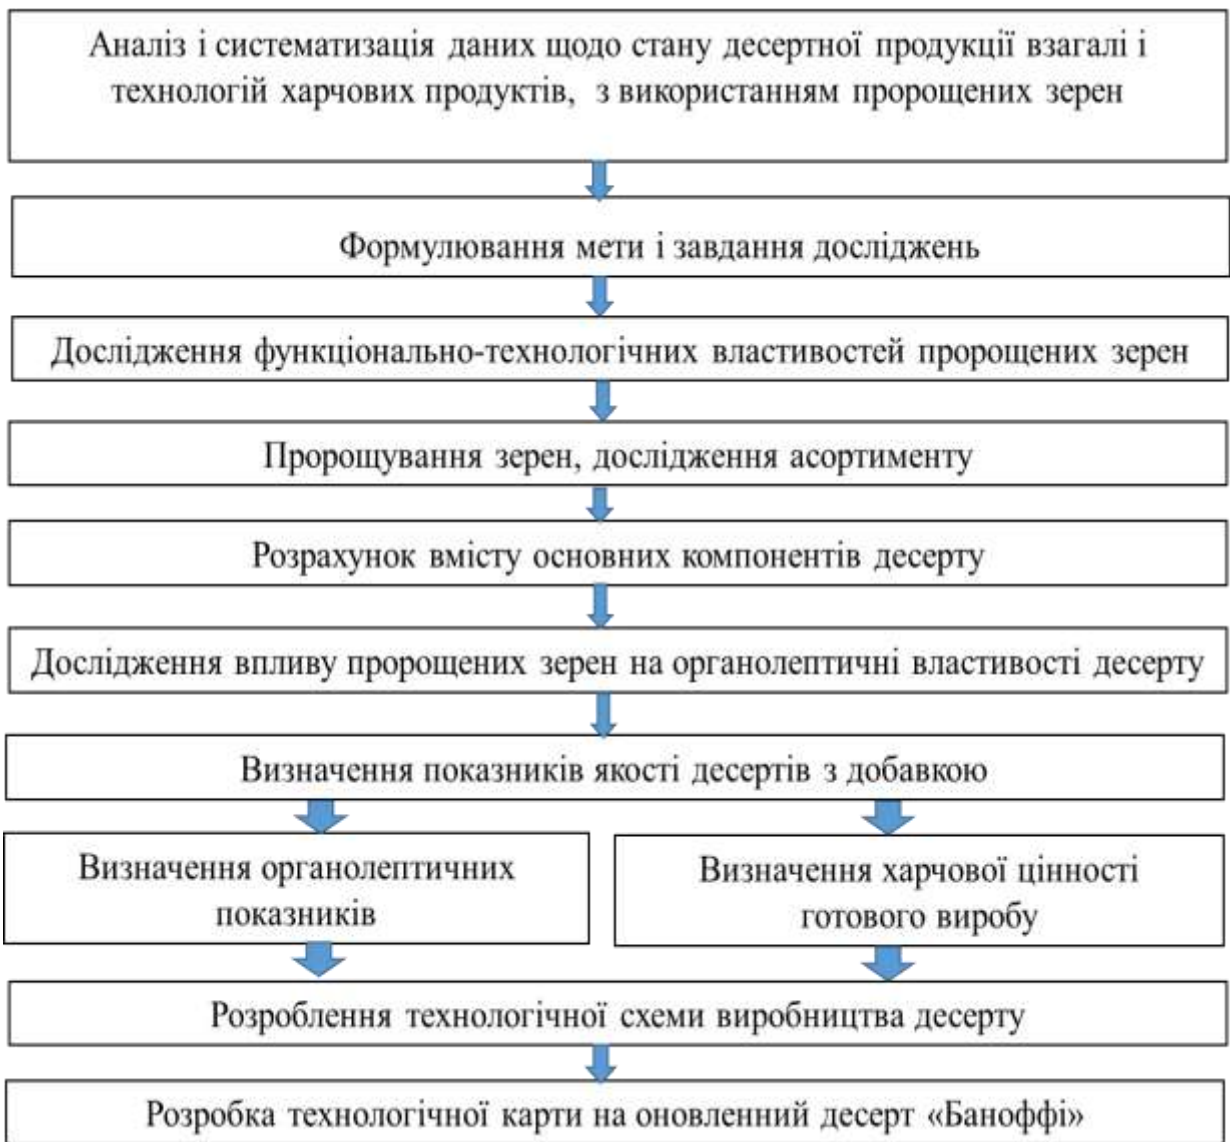 Аналіз і систематизація даних щодо стану десертної продукції взагалі і
технологій харчових продуктів, з використанням пророщених зерен
Формулювання мети і завдання досліджень
Дослідження функціонально-технологічних властивостей пророщених зерен
Пророщування зерен, дослідження асортименту
Розрахунок вмісту основних компонентів десерту
Дослідження впливу пророщених зерен на органолептичні властивості десерту
Визначення показників якості десертів з добавкою
Визначення органолептичних
показників
Визначення харчової цінності
готового виробу
Розроблення технологічної схеми виробництва десерту
Розробка технологічної карти на оновленний десерт «Баноффі»